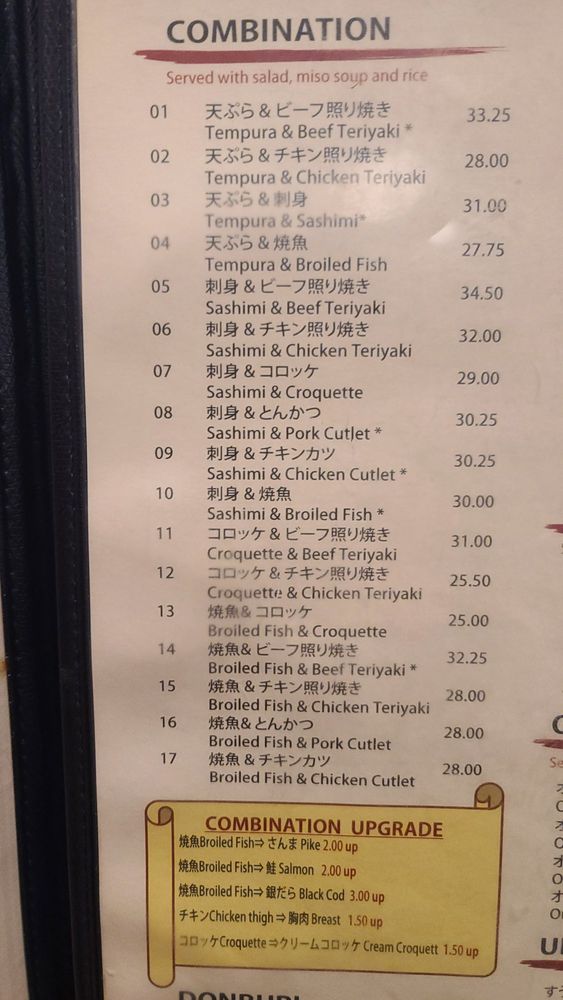 COMBINATION
Served with salad, miso soup and rice
01 天ぷら & ビーフ照り焼き 33.25
Tempura & Beef Teriyaki *
02 天ぷら & チキン照り焼き 28.00
Tempura & Chicken Teriyaki
03 天ぷら & 刺身 31.00
Tempura & Sashimi*
04 天ぷら & 焼魚 27.75
Tempura & Broiled Fish
05 刺身 & ビーフ照り焼き 34.50
Sashimi & Beef Teriyaki
06 刺身 & チキン照り焼き 32.00
Sashimi & Chicken Teriyaki
07 刺身 & コロッケ 29.00
Sashimi & Croquette
08 刺身 & とんかつ 30.25
Sashimi & Pork Cutlet *
09 刺身 & チキンカツ 30.25
Sashimi & Chicken Cutlet *
10 刺身 & 焼魚 30.00
Sashimi & Broiled Fish *
11 コロッケ & ビーフ照り焼き 31.00
Croquette & Beef Teriyaki
12 コロッケ & チキン照り焼き 25.50
Croquette & Chicken Teriyaki
13 焼魚& コロッケ 25.00
Broiled Fish & Croquette
14 焼魚& ビーフ照り焼き 32.25
Broiled Fish & Beef Teriyaki *
15 焼魚 & チキン照り焼き 28.00
Broiled Fish & Chicken Teriyaki
16 焼魚& とんかつ 28.00
Broiled Fish & Pork Cutlet
17 焼魚 & チキンカツ 28.00
Broiled Fish & Chicken Cutlet
COMBINATION UPGRADE
焼魚Broiled Fish⇒ さんま Pike 2.00 up
焼魚Broiled Fish⇒ 鮭 Salmon 2.00 up
焼魚Broiled Fish⇒ 銀だら Black Cod 3.00 up
チキンChicken thigh ⇒ 胸肉 Breast 1.50 up
コロッケCroquette ⇒クリームコロッケ Cream Croquett 1.50 up
DONBURI